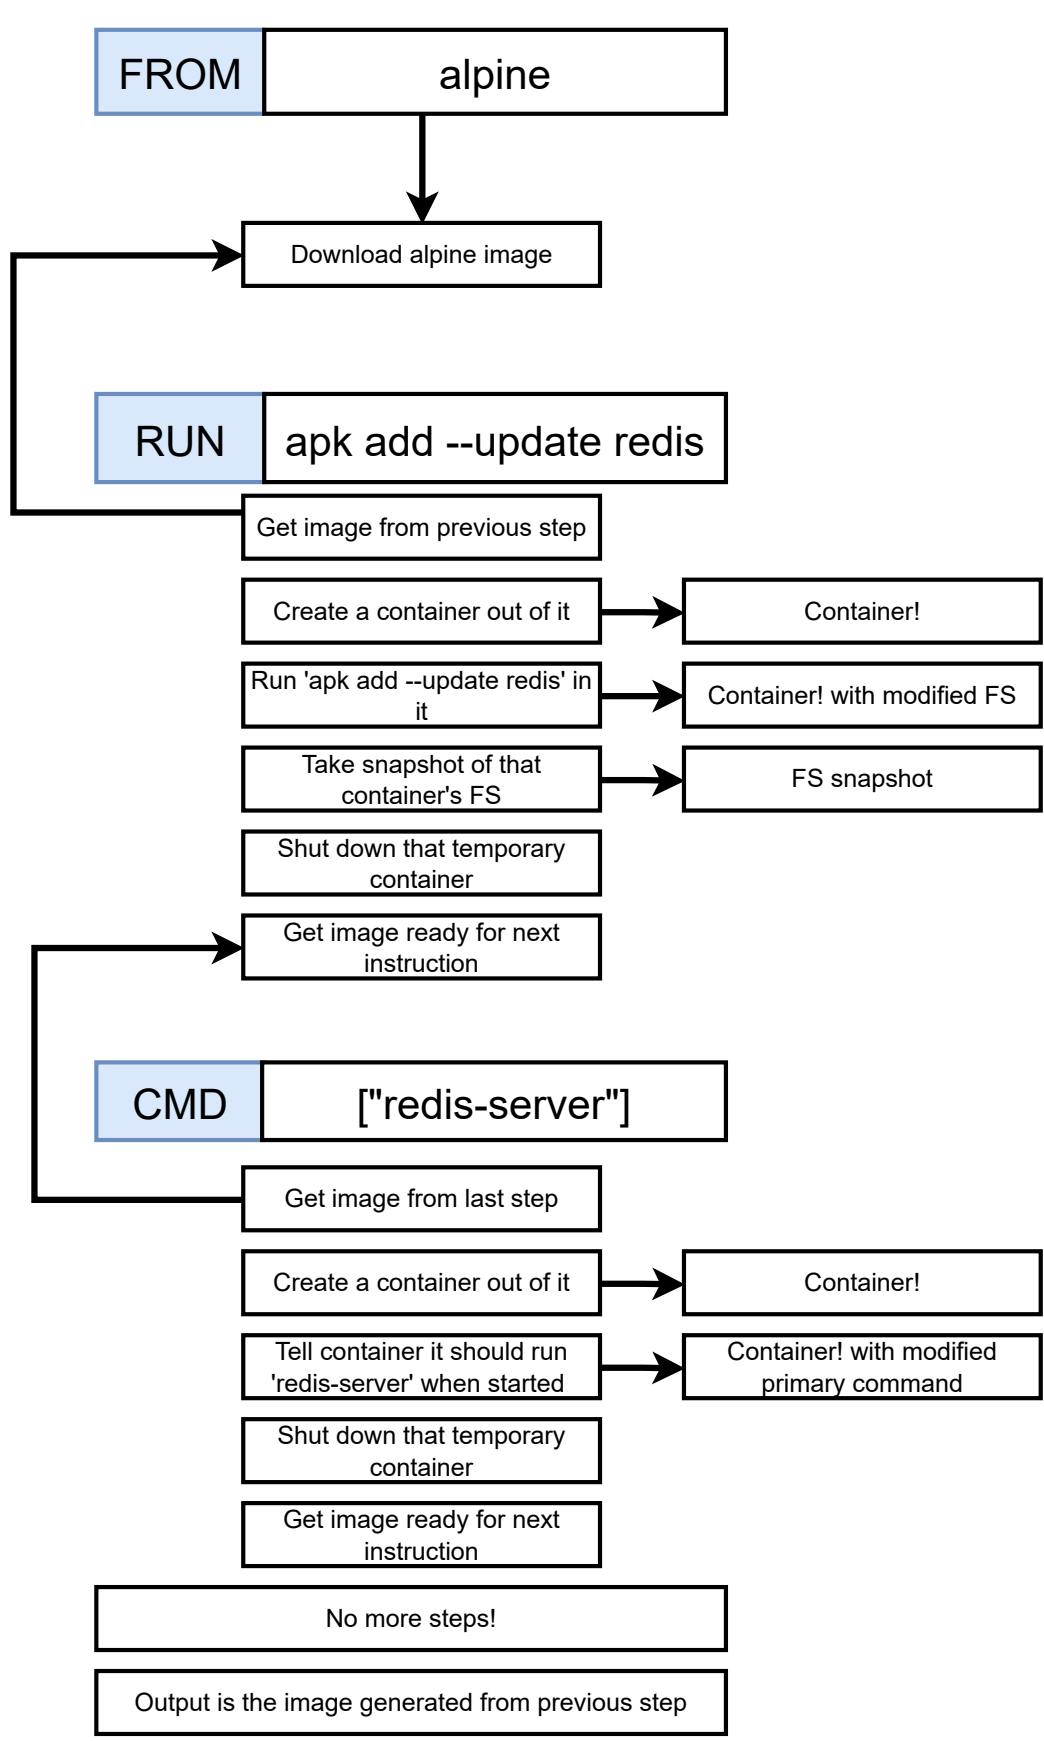 FROM alpine
Download alpine image
RUN apk add --update redis
Get image from previous step
Create a container out of it
Container!
Run 'apk add --update redis' in
it
Container! with modified FS
Take snapshot of that
container's FS
FS snapshot
Shut down that temporary
container
Get image ready for next
instruction
CMD ["redis-server"]
Get image from last step
Create a container out of it
Container!
Tell container it should run
'redis-server' when started
Container! with modified
primary command
Shut down that temporary
container
Get image ready for next
instruction
No more steps!
Output is the image generated from previous step